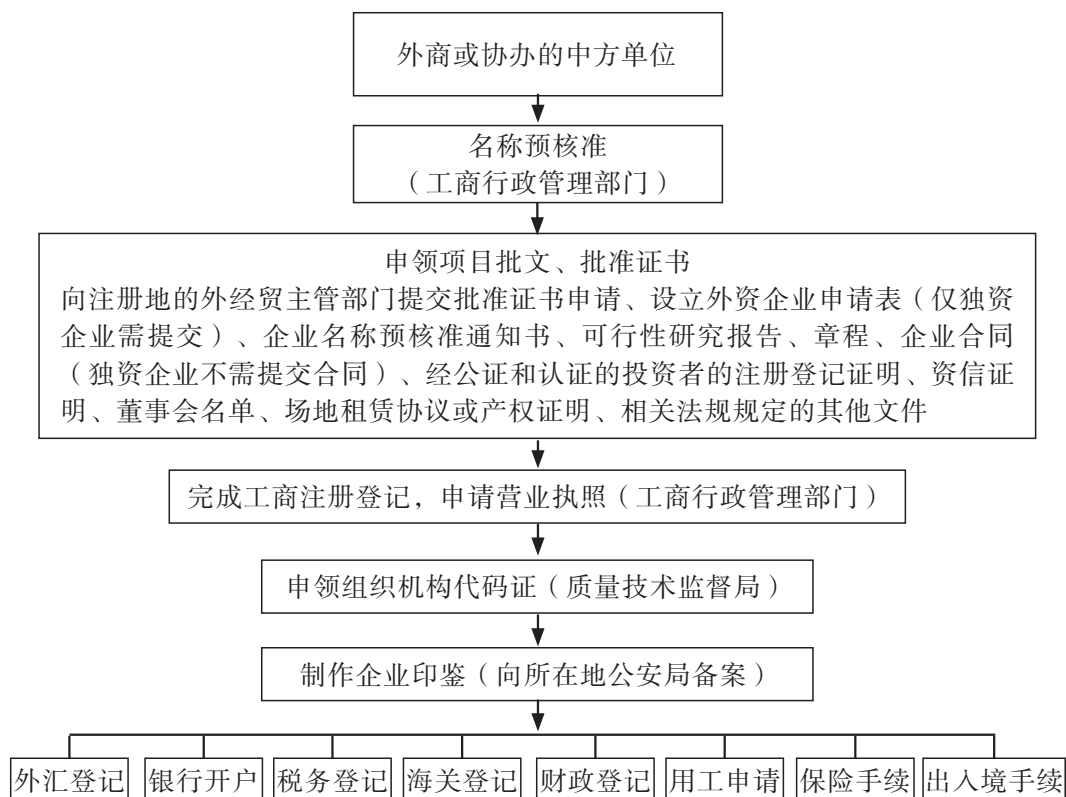 外商或协办的中方单位
名称预核准
（工商行政管理部门）
申领项目批文、批准证书
向注册地的外经贸主管部门提交批准证书申请、设立外资企业申请表（仅独资
企业需提交）、企业名称预核准通知书、可行性研究报告、章程、企业合同
（独资企业不需提交合同）、经公证和认证的投资者的注册登记证明、资信证
明、董事会名单、场地租赁协议或产权证明、相关法规规定的其他文件
完成工商注册登记，申请营业执照（工商行政管理部门）
申领组织机构代码证（质量技术监督局）
制作企业印鉴（向所在地公安局备案）
外汇登记 银行开户 税务登记 海关登记 财政登记 用工申请 保险手续 出入境手续